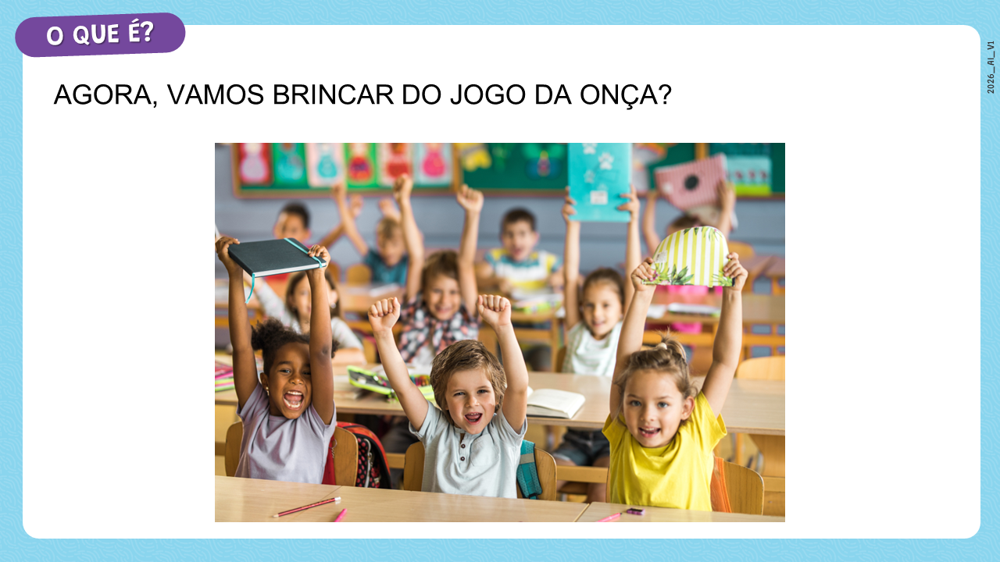 O QUE É?
2026_AI_V1
AGORA, VAMOS BRINCAR DO JOGO DA ONÇA?